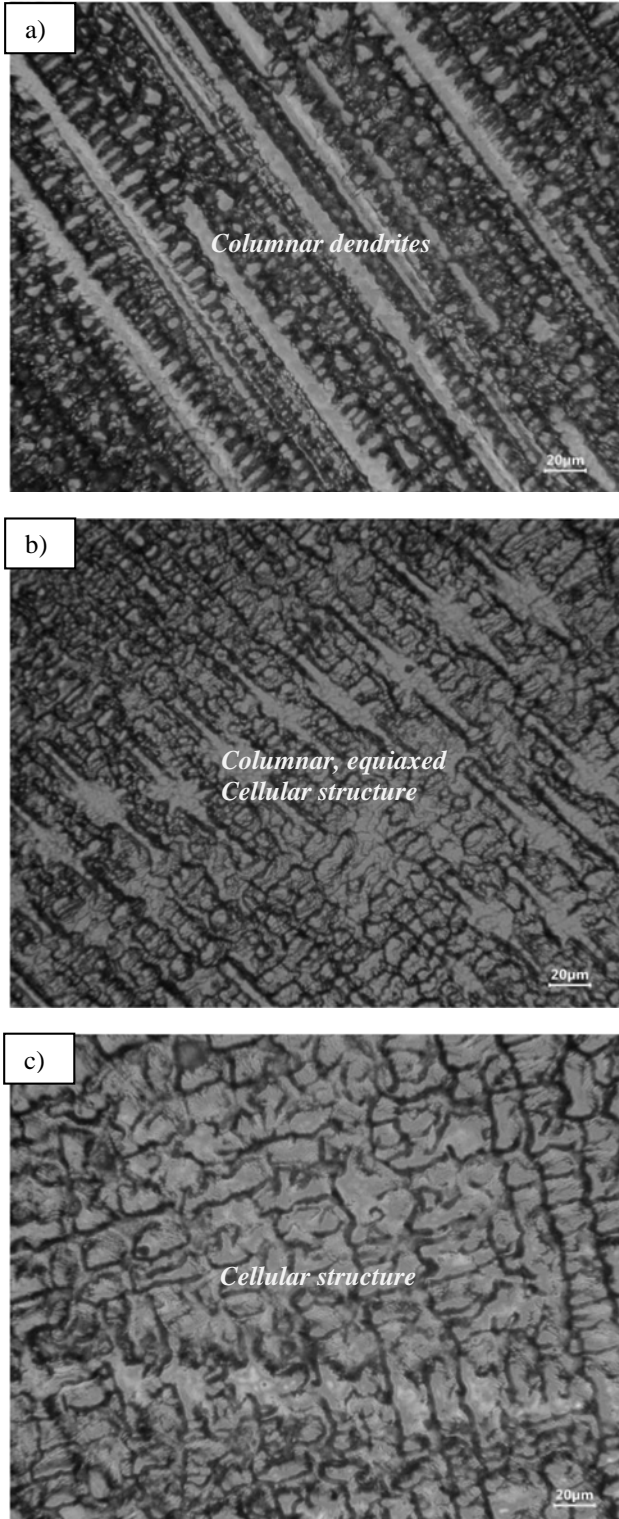 a)
Columnar dendrites
20µm
b)
Columnar, equiaxed
Cellular structure
20µm
c)
Cellular structure
20µm